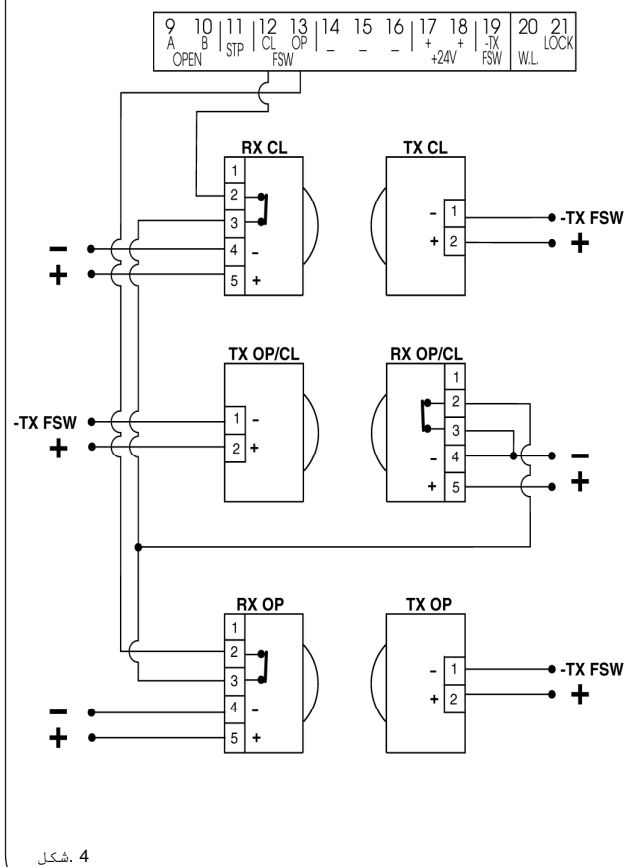 9 10 11 12 13 14 15 16 17 18 19 20 21
A B STP CL OP _ _ _ + + -TX LOCK
OPEN FSW +24V FSW W.L.
RX CL TX CL
1
2
3
4 -
5 +
- 1 -TX FSW
+ 2 +
-
+
TX OP/CL RX OP/CL
-TX FSW 1 -
+ 2 +
1
2
3
- 4 -
+ 5 +
RX OP TX OP
1
2
3
- 4 -
+ 5 +
- 1 -TX FSW
+ 2 +
شكل. 4